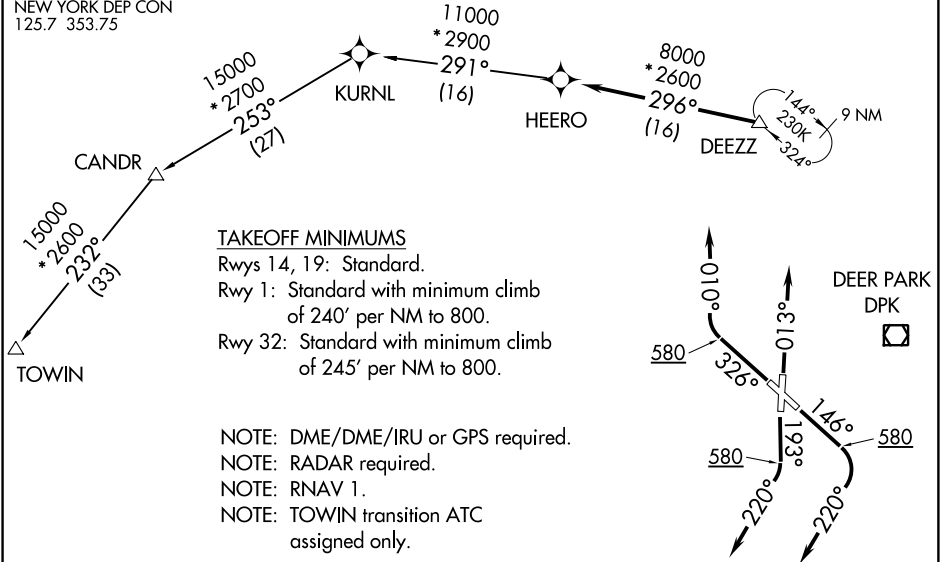 NEW YORK DEP CON
125.7 353.75
11000
*2900
291°
(16)
8000
*2600
296°
(16)
15000
*2700
253°
(27)
KURNL
HEERO
DEEZZ
144°
230K
324°
9 NM
CANDR
15000
*2600
232°
(33)
TOWIN
TAKEOFF MINIMUMS
Rwys 14, 19: Standard.
Rwy 1: Standard with minimum climb
of 240' per NM to 800.
Rwy 32: Standard with minimum climb
of 245' per NM to 800.
NOTE: DME/DME/IRU or GPS required.
NOTE: RADAR required.
NOTE: RNAV 1.
NOTE: TOWIN transition ATC
assigned only.
010°
013°
DEER PARK
DPK
580
326°
146°
193°
580
580
220°
220°